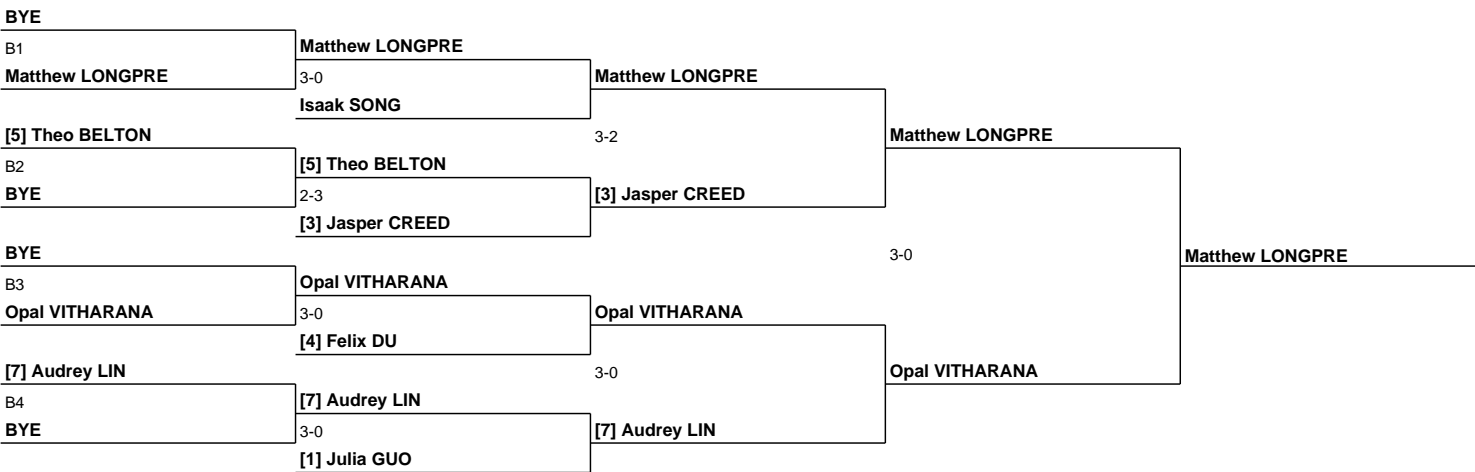 BYE
B1
Matthew LONGPRE
[5] Theo BELTON
B2
BYE
BYE
B3
Opal VITHARANA
[7] Audrey LIN
B4
BYE
Matthew LONGPRE
3-0
Isaak SONG
[5] Theo BELTON
2-3
[3] Jasper CREED
Opal VITHARANA
3-0
[4] Felix DU
[7] Audrey LIN
3-0
[1] Julia GUO
Matthew LONGPRE
3-2
[3] Jasper CREED
Opal VITHARANA
3-0
[7] Audrey LIN
Matthew LONGPRE
3-0
Opal VITHARANA
Matthew LONGPRE